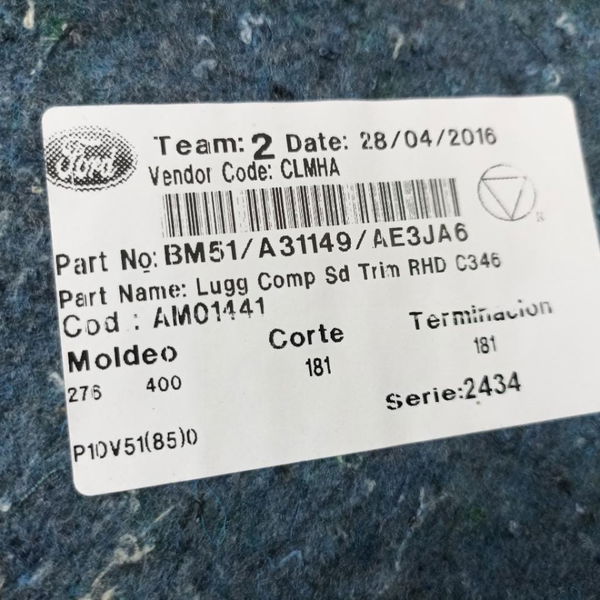 Ford
Team: 2 Date: 28/04/2016
Vendor Code: CLMHA
R
Part No: BM51/A31149/AE3JA6
Part Name: Lugg Comp Sd Trim RHD C346
Cod : AM01441
Moldeo Corte Terminacion
276 400 181 181
Serie:2434
P10V51(85)0